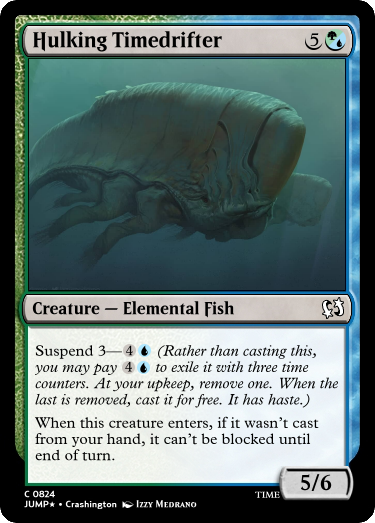 Hulking Timedrifter 5
Creature — Elemental Fish
Suspend 3—4 (Rather than casting this,
you may pay 4 to exile it with three time
counters. At your upkeep, remove one. When the
last is removed, cast it for free. It has haste.)
When this creature enters, if it wasn't cast
from your hand, it can't be blocked until
end of turn.
5/6
C 0824 TIME
JUMP★ • Crashington Izzy Medrano